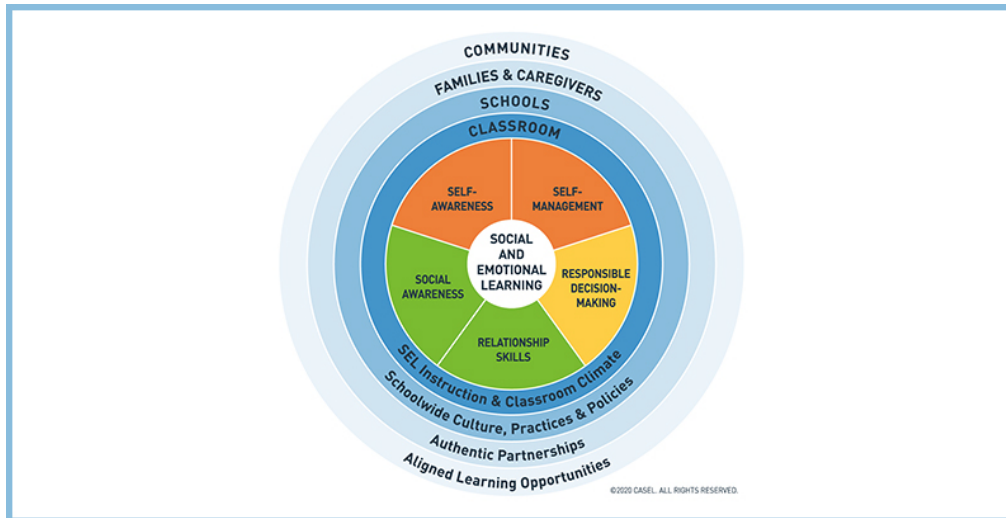 COMMUNITIES
FAMILIES & CAREGIVERS
SCHOOLS
CLASSROOM
SELF-
AWARENESS
SELF-
MANAGEMENT
SOCIAL
AND
EMOTIONAL
LEARNING
SOCIAL
AWARENESS
RESPONSIBLE
DECISION-
MAKING
RELATIONSHIP
SKILLS
SEL Instruction & Classroom Climate
Schoolwide Culture, Practices & Policies
Authentic Partnerships
Aligned Learning Opportunities
©2020 CASEL. ALL RIGHTS RESERVED.